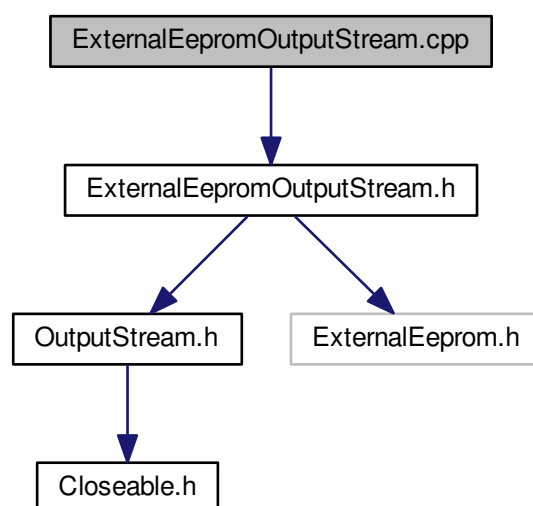 ExternalEepromOutputStream.cpp
ExternalEepromOutputStream.h
OutputStream.h
ExternalEeprom.h
Closeable.h